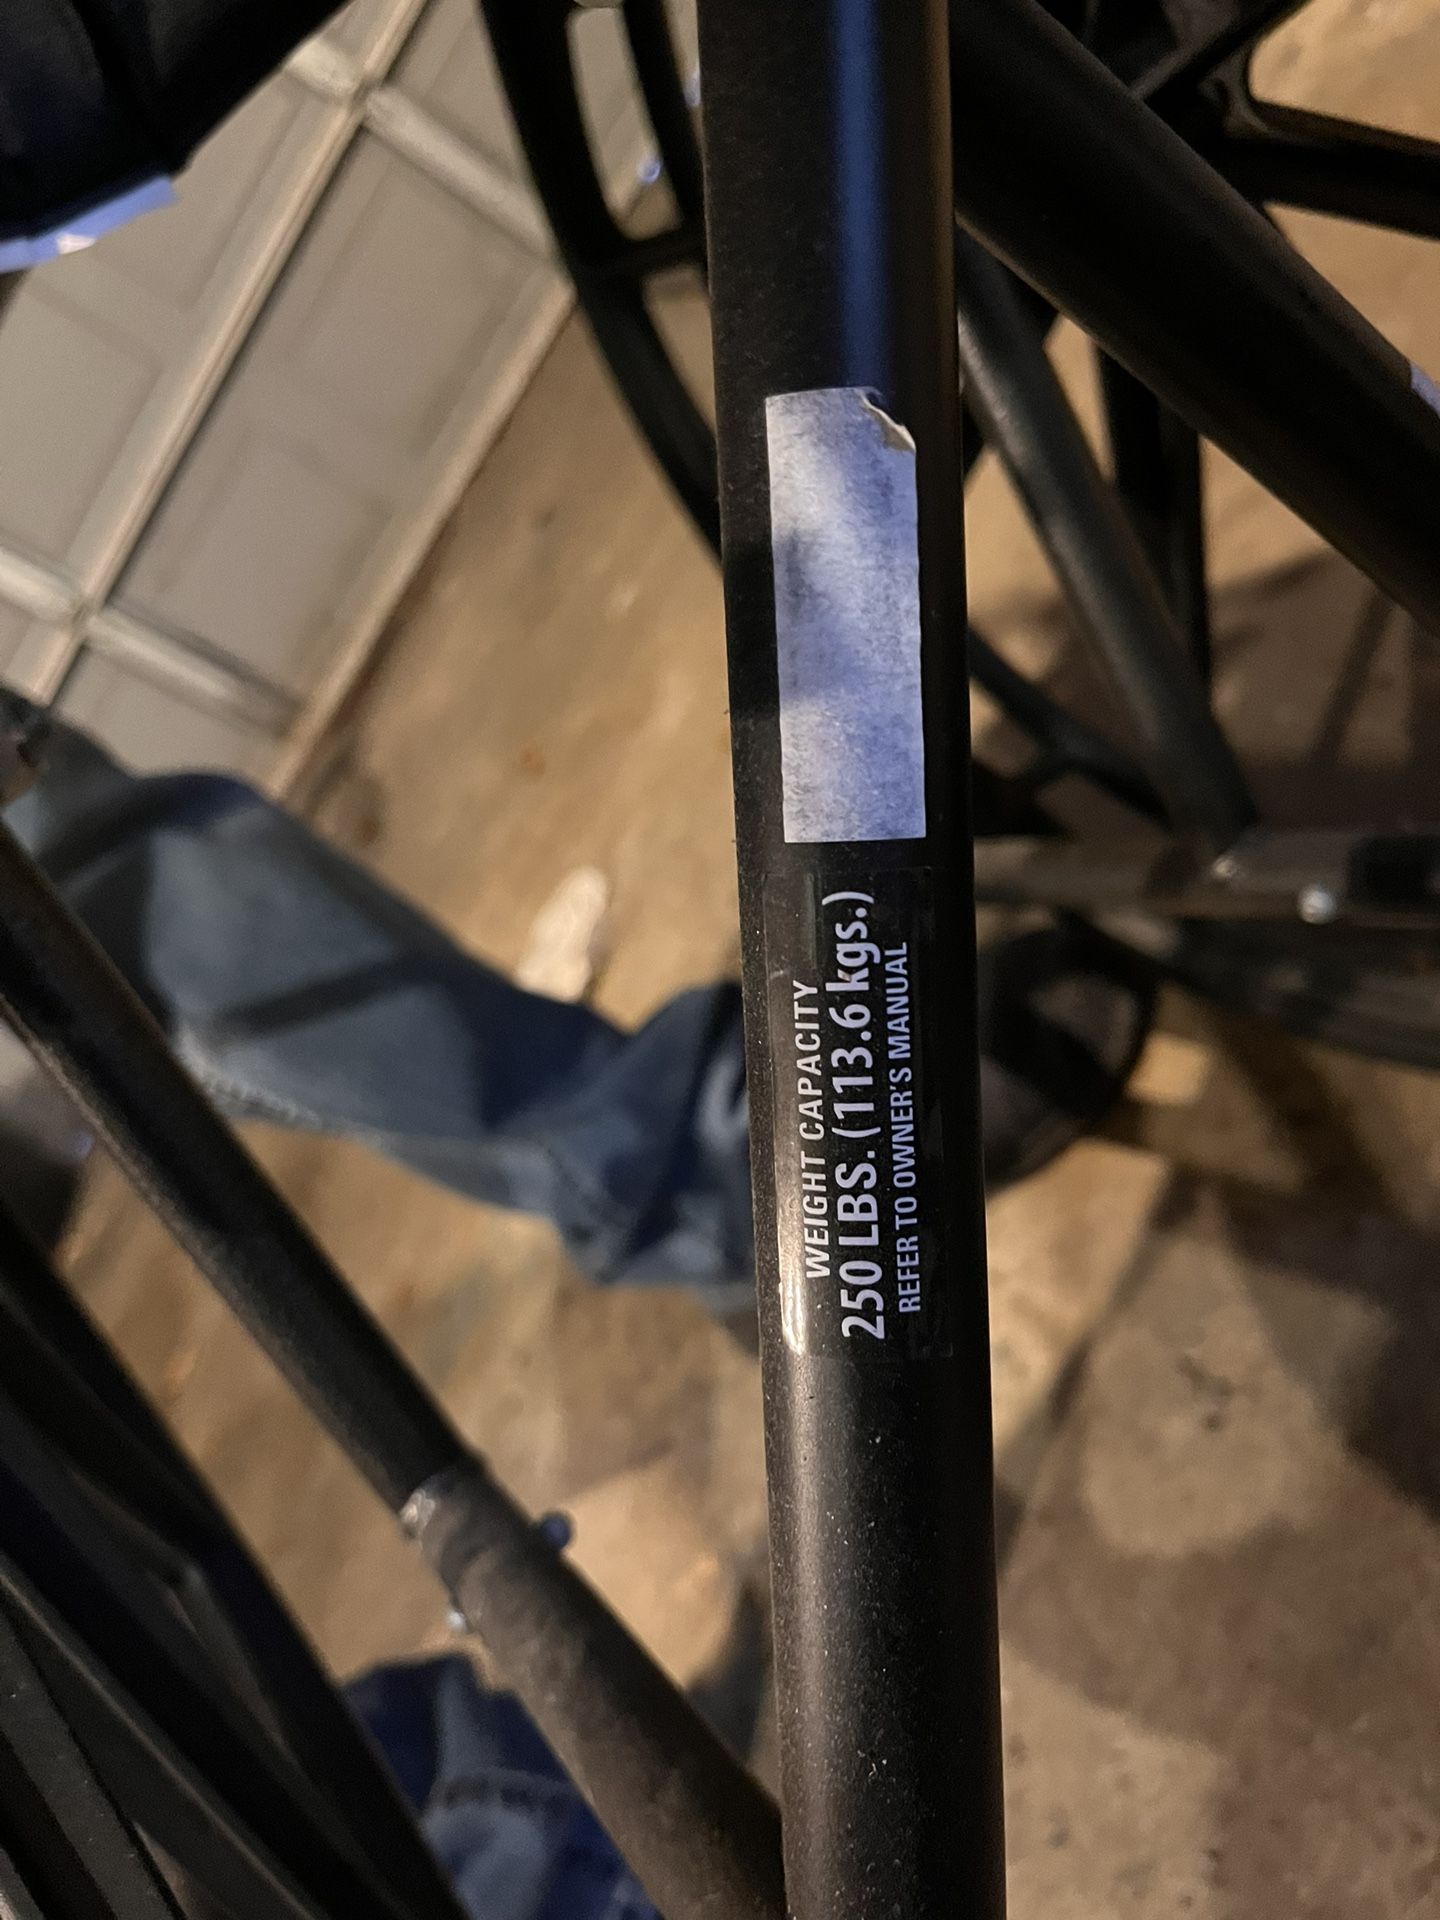 WEIGHT CAPACITY
250 LBS. (113.6 kgs.)
REFER TO OWNER'S MANUAL